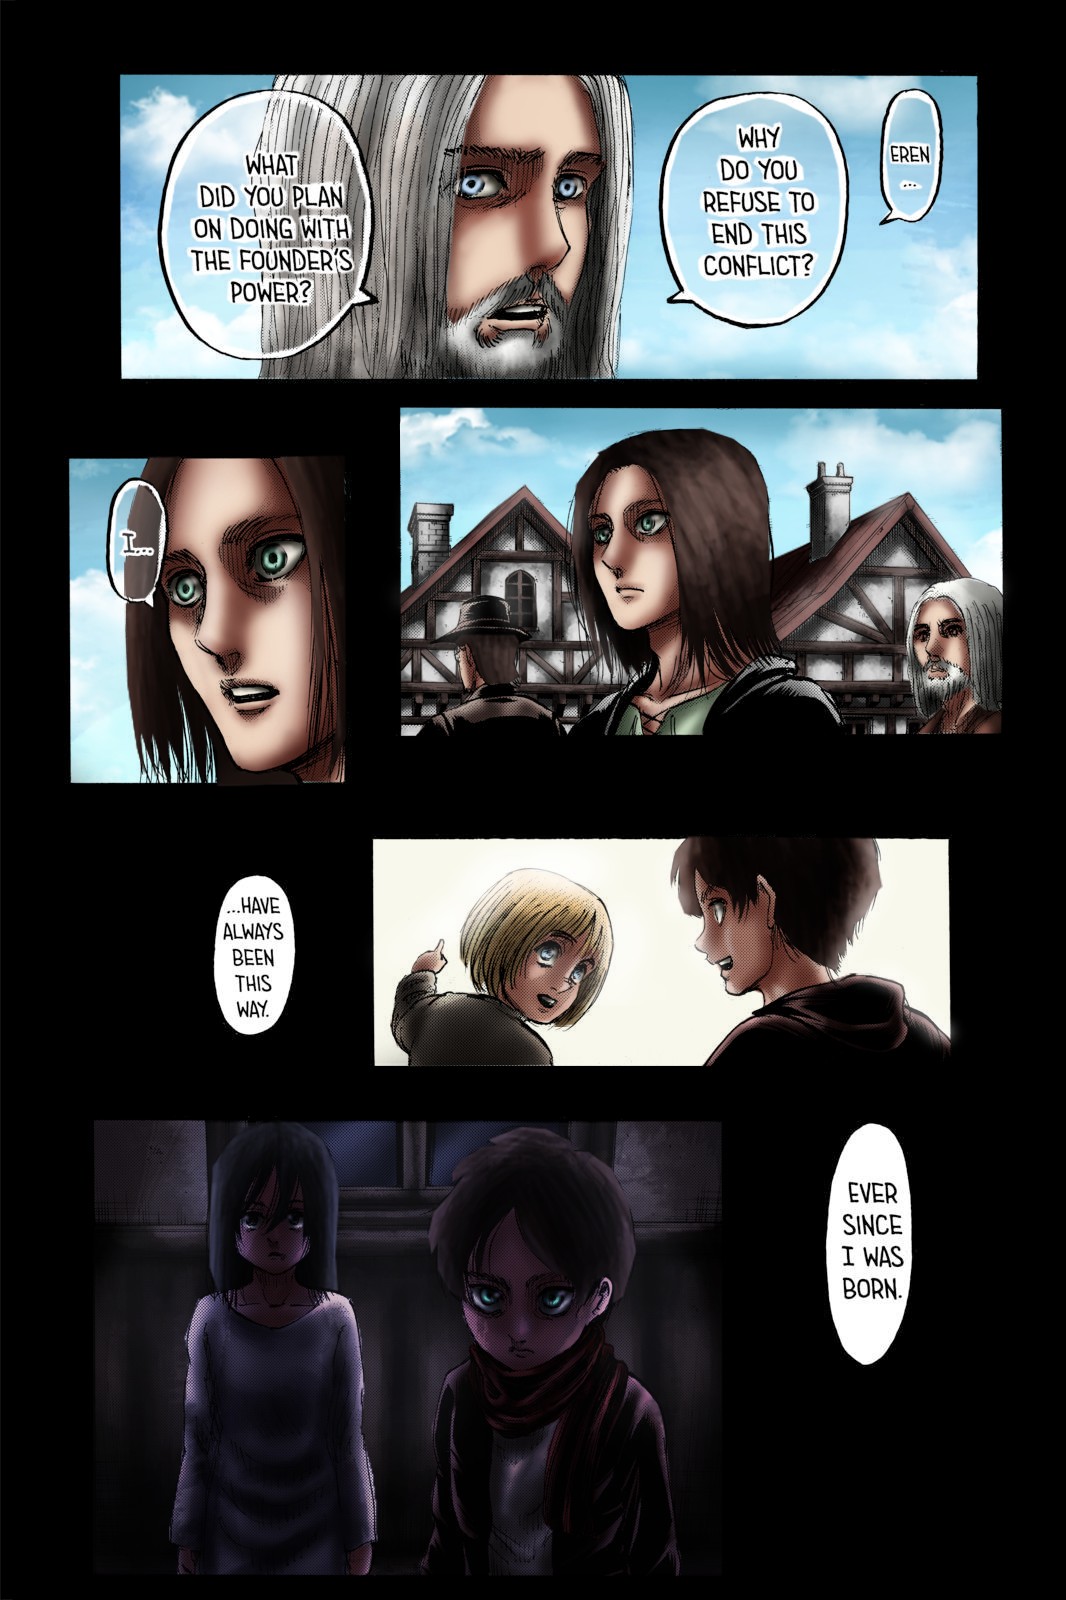 EREN
...
WHY
DO YOU
REFUSE TO
END THIS
CONFLICT?
WHAT
DID YOU PLAN
ON DOING WITH
THE FOUNDER'S
POWER?
I...
...HAVE
ALWAYS
BEEN
THIS
WAY.
EVER
SINCE
I WAS
BORN.